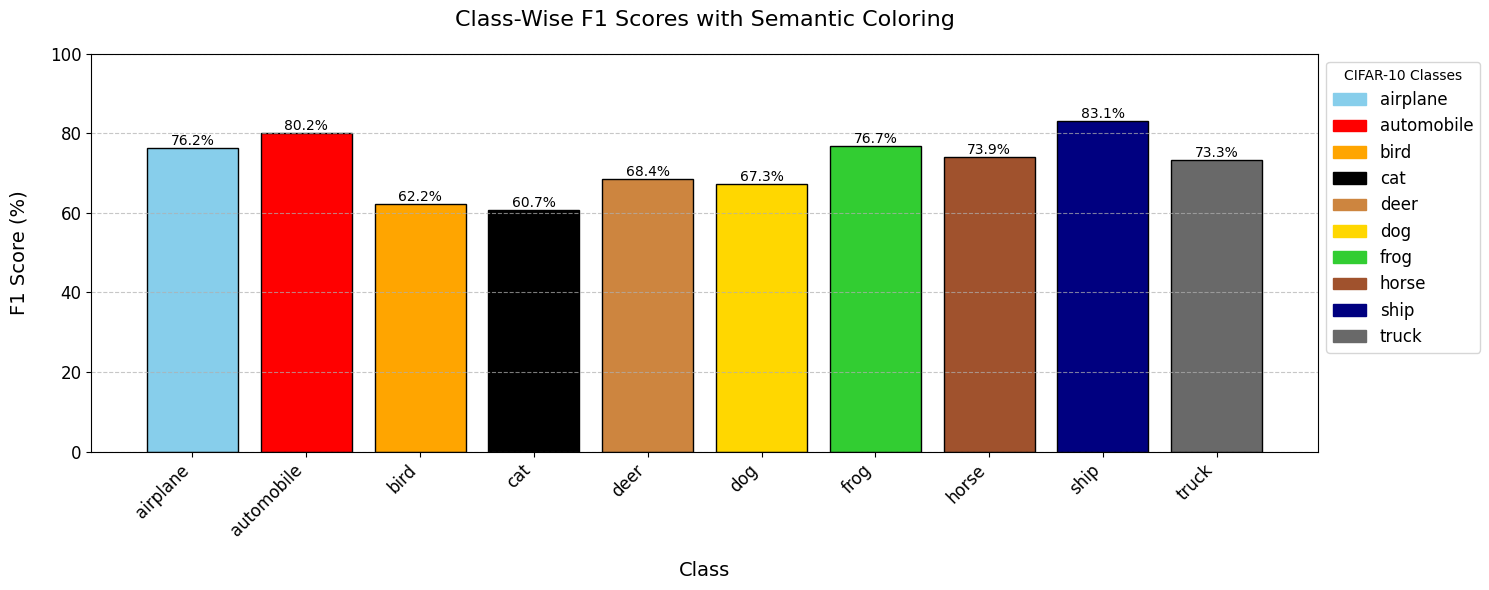 Class-Wise F1 Scores with Semantic Coloring
F1 Score (%)
100
80
60
40
20
0
76.2%
80.2%
62.2%
60.7%
68.4%
67.3%
76.7%
73.9%
83.1%
73.3%
airplane
automobile
bird
cat
deer
dog
frog
horse
ship
truck
Class
CIFAR-10 Classes
airplane
automobile
bird
cat
deer
dog
frog
horse
ship
truck